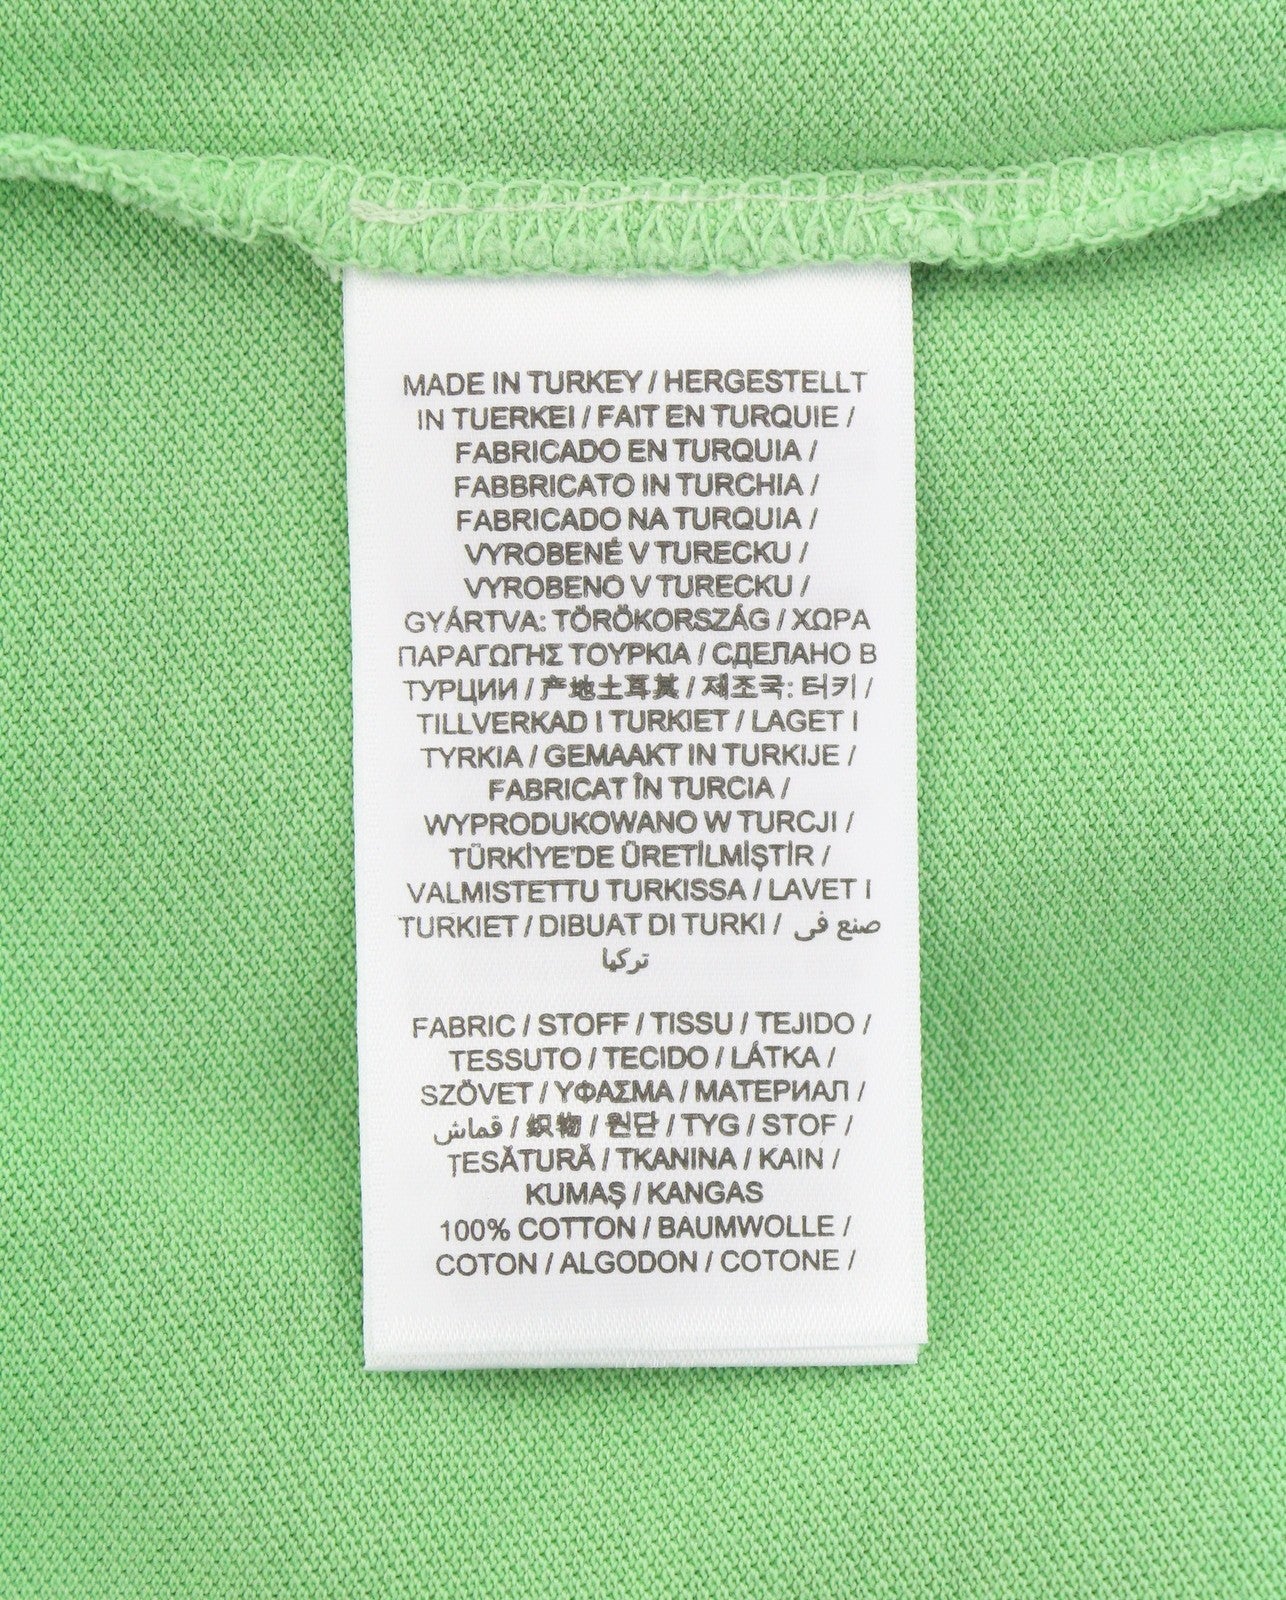 MADE IN TURKEY / HERGESTELLT
IN TUERKEI / FAIT EN TURQUIE /
FABRICADO EN TURQUIA /
FABBRICATO IN TURCHIA /
FABRICADO NA TURQUIA /
VYROBENÉ V TURECKU /
VYROBENO V TURECKU /
GYÁRTVA: TÖRÖKORSZÁG / ΧΩΡΑ
ΠΑΡΑΓΩΓΗΣ ΤΟΥΡΚΙΑ / СДЕЛАНО В
ТУРЦИИ / 产地土耳其 / 제조국: 터키 /
TILLVERKAD I TURKIET / LAGET I
TYRKIA / GEMAAKT IN TURKIJE /
FABRICAT ÎN TURCIA /
WYPRODUKOWANO W TURCJI /
TÜRKİYE'DE ÜRETİLMİŞTİR /
VALMISTETTU TURKISSA / LAVET I
TURKIET / DIBUAT DI TURKI / صنع في
تركيا
FABRIC / STOFF / TISSU / TEJIDO /
TESSUTO / TECIDO / LÁTKA /
SZÖVET / ΥΦΑΣΜΑ / МАТЕРИАЛ /
قماش / 织物 / 원단 / TYG / STOF /
ȚESĂTURĂ / TKANINA / KAIN /
KUMAŞ / KANGAS
100% COTTON / BAUMWOLLE /
COTON / ALGODON / COTONE /